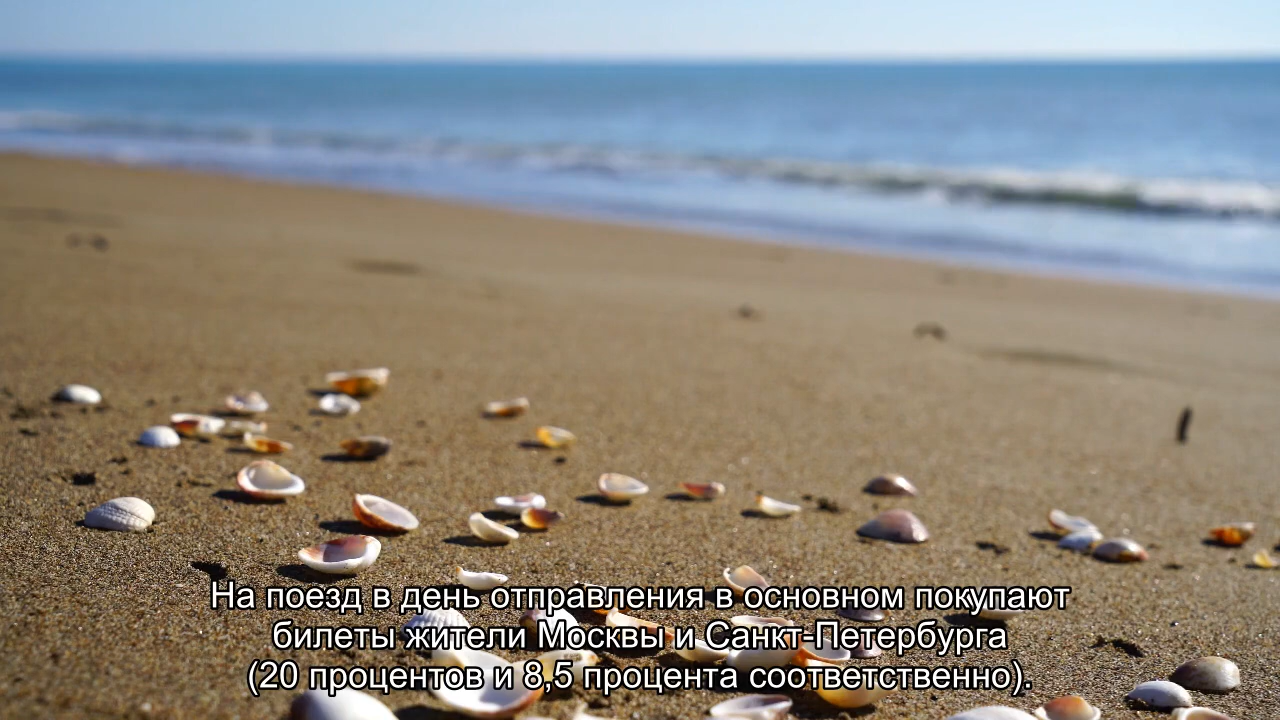 На поезд в день отправления в основном покупают
билеты жители Москвы и Санкт-Петербурга
(20 процентов и 8,5 процента соответственно).